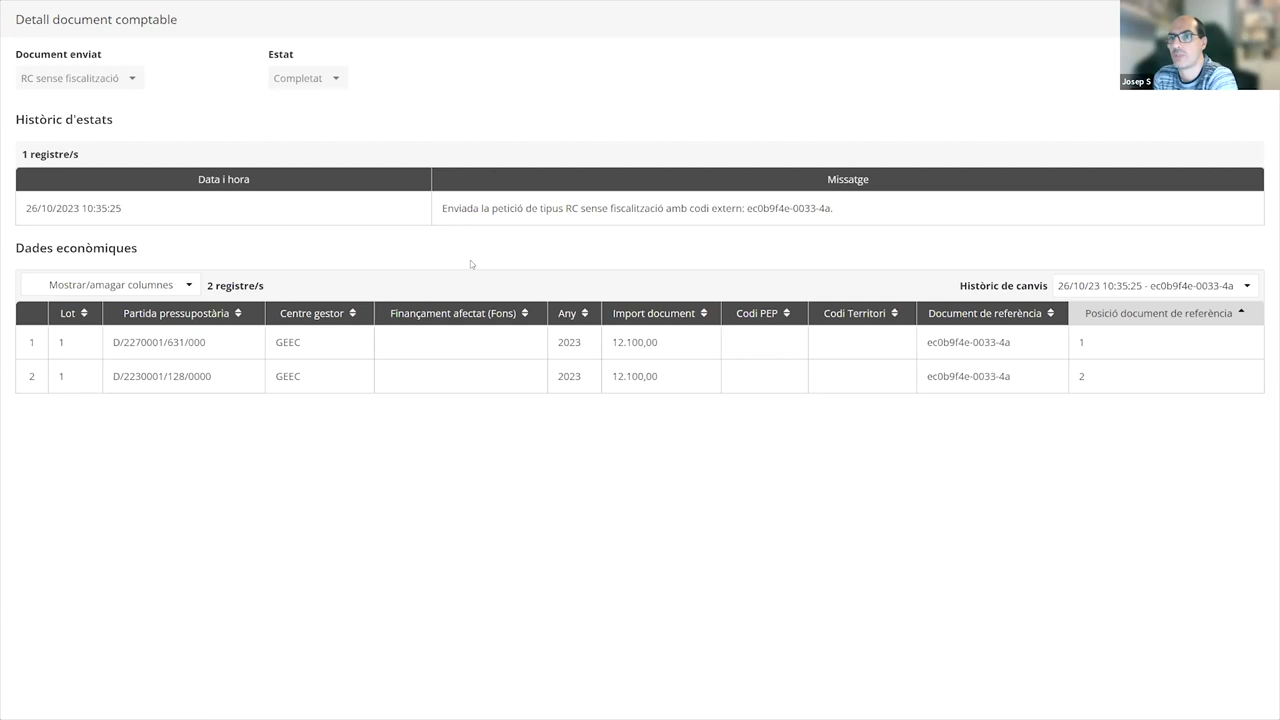 Detall document comptable
Josep S
Document enviat Estat
RC sense fiscalització Completat
Històric d'estats
1 registre/s
Data i hora Missatge
26/10/2023 10:35:25 Enviada la petició de tipus RC sense fiscalització amb codi extern: ec0b9f4e-0033-4a.
Dades econòmiques
Mostrar/amagar columnes 2 registre/s Històric de canvis 26/10/23 10:35:25 - ec0b9f4e-0033-4a
Lot Partida pressupostària Centre gestor Finançament afectat (Fons) Any Import document Codi PEP Codi Territori Document de referència Posició document de referència
1 1 D/2270001/631/000 GEEC 2023 12.100,00 ec0b9f4e-0033-4a 1
2 1 D/2230001/128/0000 GEEC 2023 12.100,00 ec0b9f4e-0033-4a 2